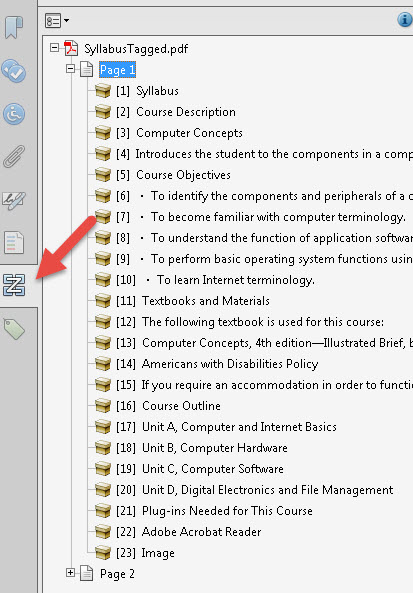 SyllabusTagged.pdf
Page 1
[1] Syllabus
[2] Course Description
[3] Computer Concepts
[4] Introduces the student to the components in a comp
[5] Course Objectives
[6] • To identify the components and peripherals of a c
[7] • To become familiar with computer terminology.
[8] • To understand the function of application softwar
[9] • To perform basic operating system functions using
[10] • To learn Internet terminology.
[11] Textbooks and Materials
[12] The following textbook is used for this course:
[13] Computer Concepts, 4th edition—Illustrated Brief, b
[14] Americans with Disabilities Policy
[15] If you require an accommodation in order to functi
[16] Course Outline
[17] Unit A, Computer and Internet Basics
[18] Unit B, Computer Hardware
[19] Unit C, Computer Software
[20] Unit D, Digital Electronics and File Management
[21] Plug-ins Needed for This Course
[22] Adobe Acrobat Reader
[23] Image
Page 2